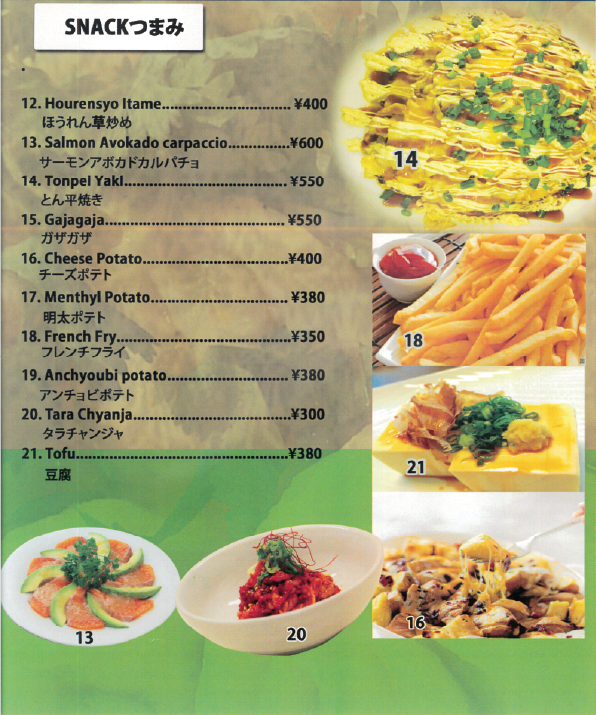 SNACKつまみ
12. Hourensyo Itame............................. ¥400
ほうれん草炒め
13. Salmon Avokado carpaccio..............¥600
サーモンアボカドカルパチョ
14. Tonpei Yaki..................................... ¥550
とん平焼き
15. Gajagaja......................................... ¥550
ガザガザ
16. Cheese Potato.................................¥400
チーズポテト
17. Menthyl Potato............................... ¥380
明太ポテト
18. French Fry.......................................¥350
フレンチフライ
19. Anchyoubi potato........................... ¥380
アンチョビポテト
20. Tara Chyanja...................................¥300
タラチャンジャ
21. Tofu................................................¥380
豆腐
14
18
21
16
13
20